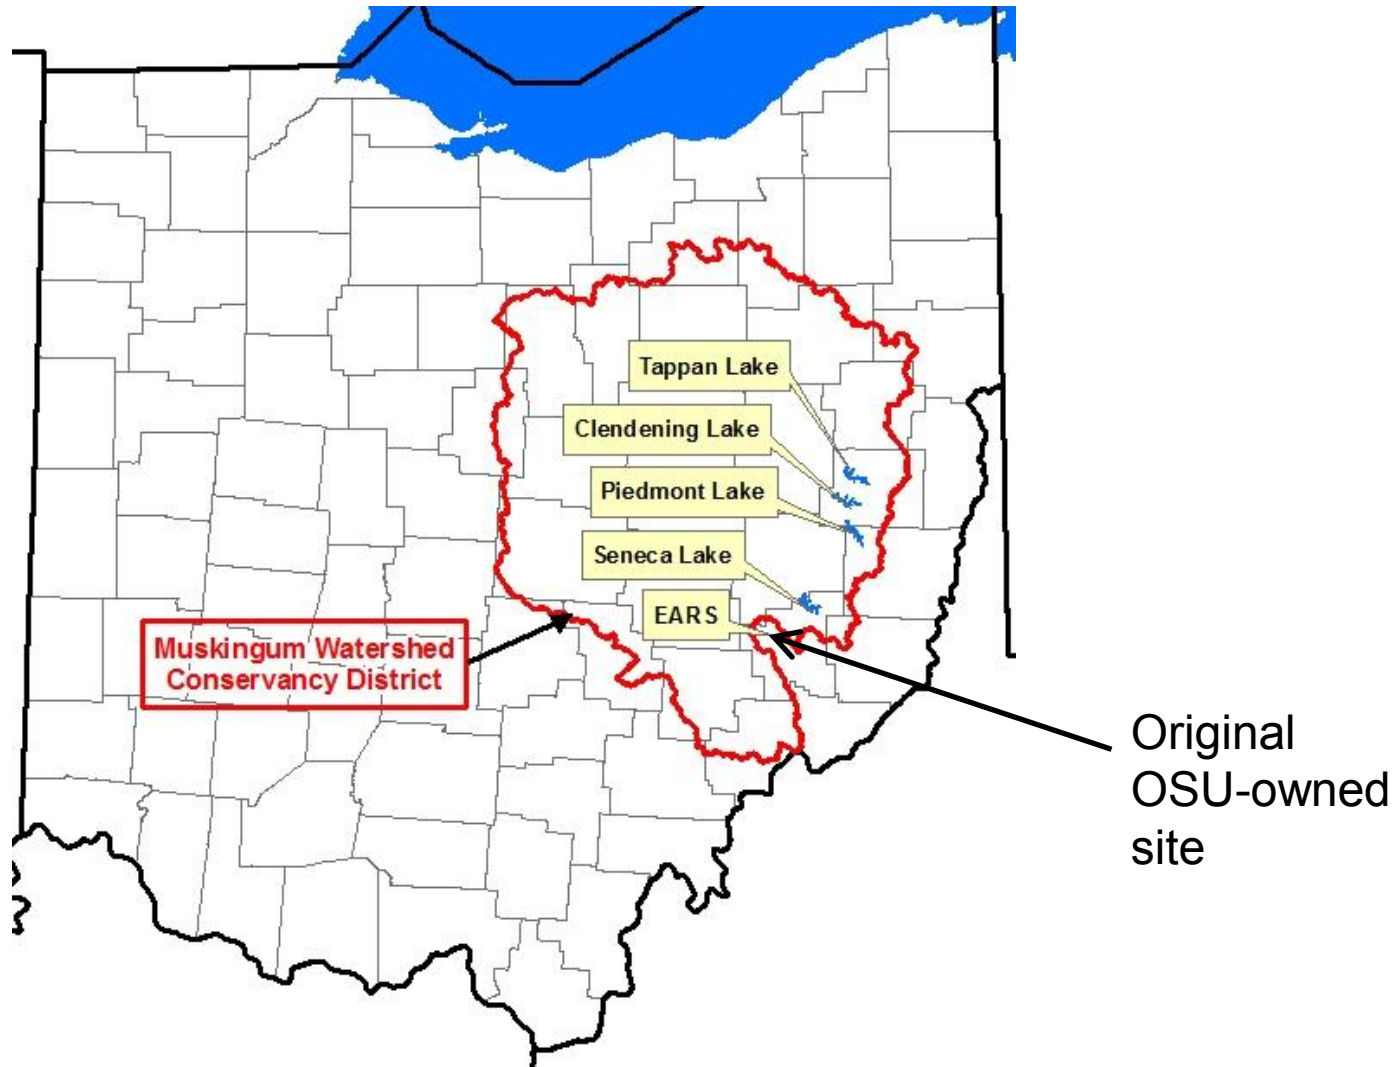 Tappan Lake
Clendening Lake
Piedmont Lake
Seneca Lake
EARS
Muskingum Watershed
Conservancy District
Original
OSU-owned
site